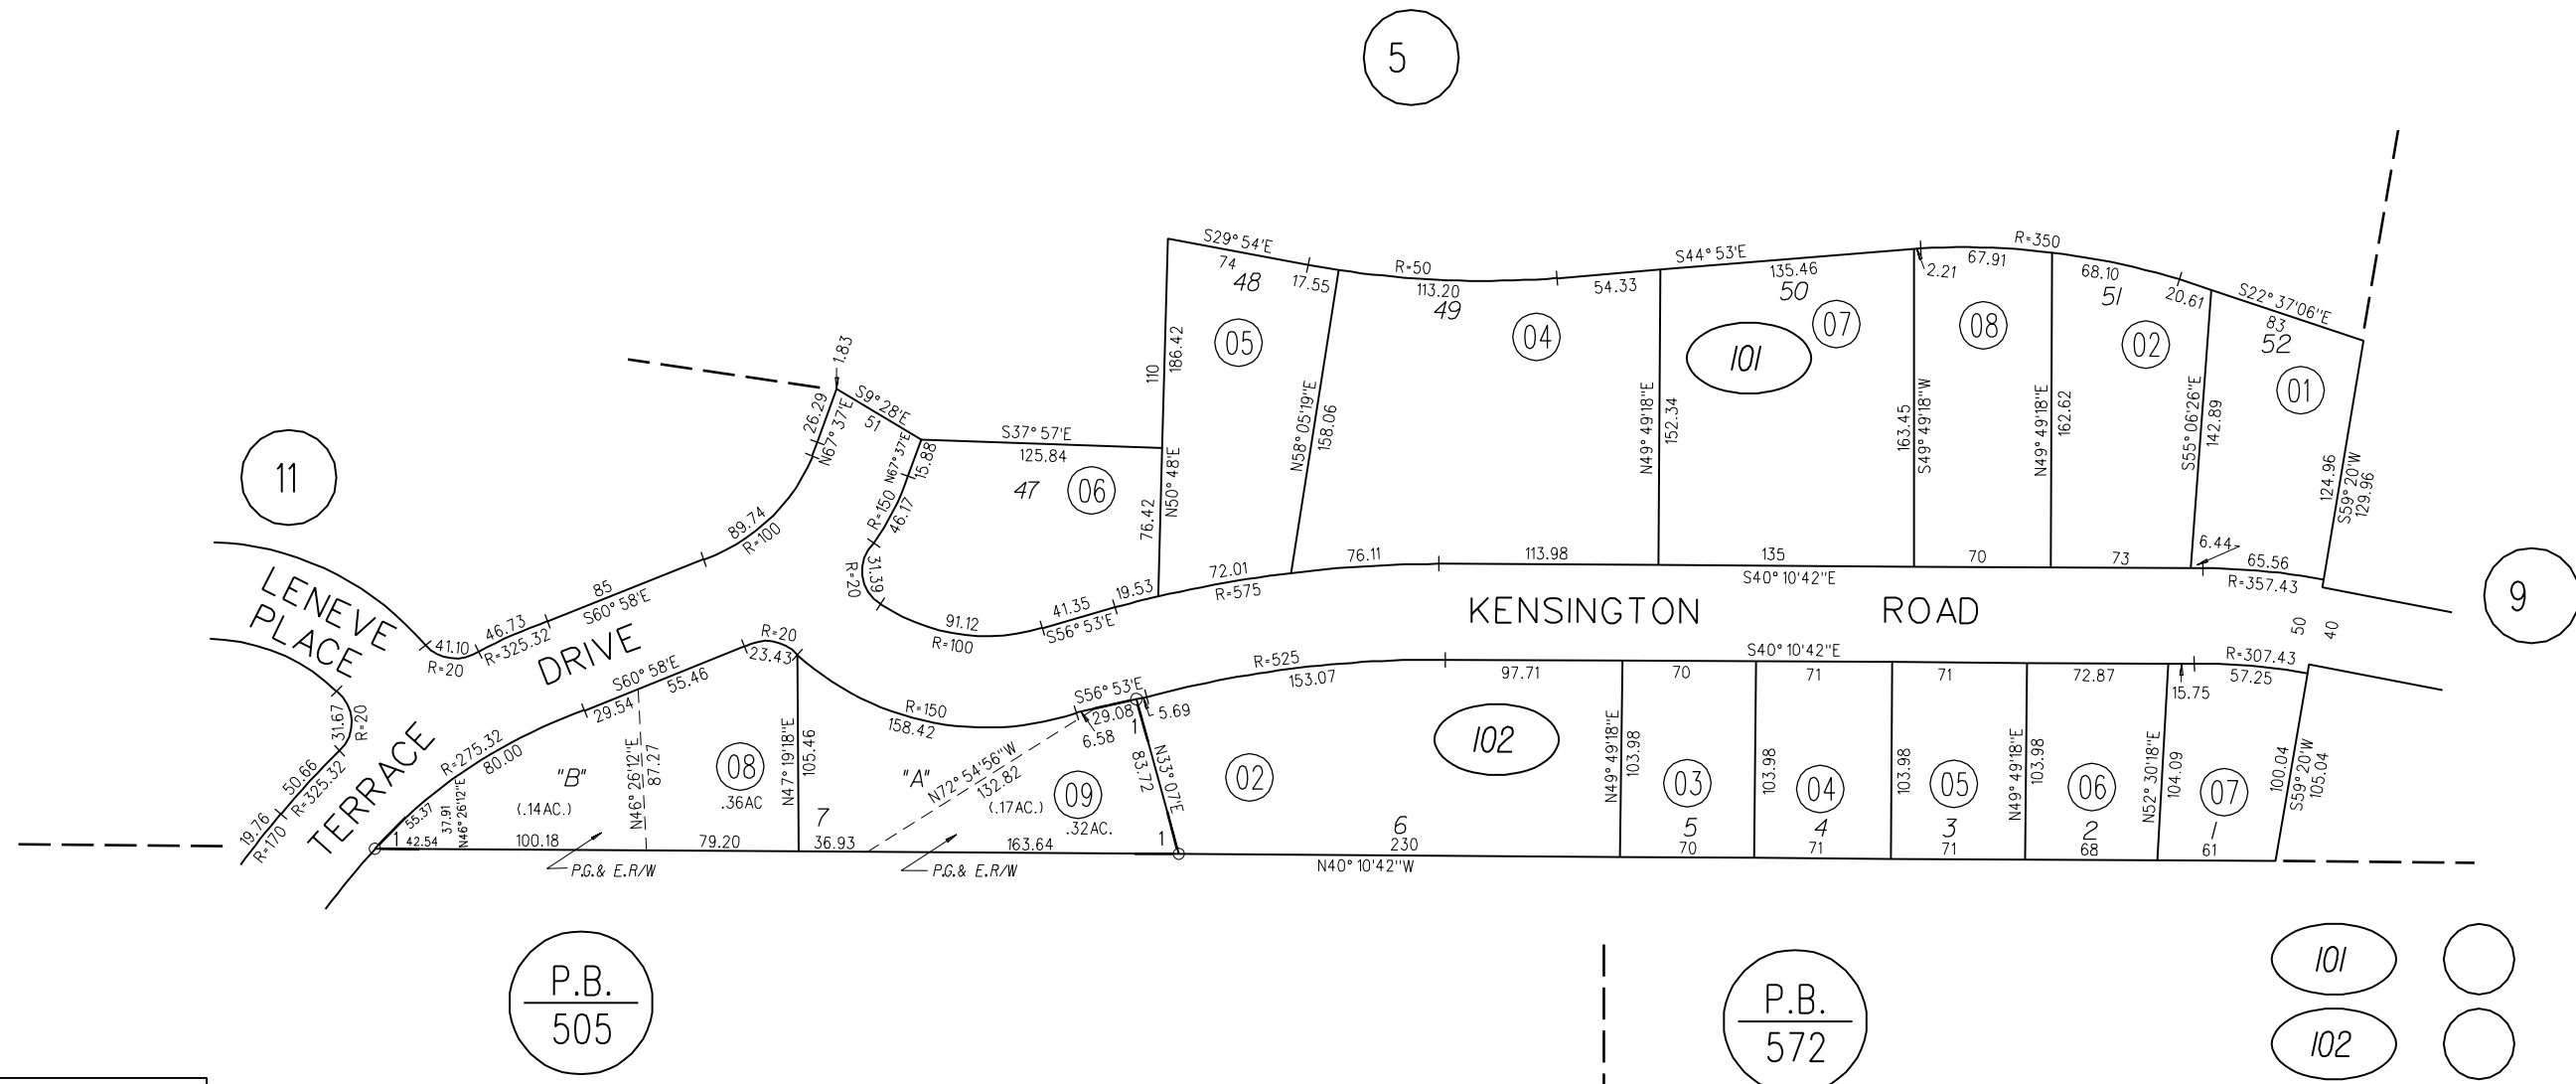 5
11
9
1.83
26.29
N67°37'E
S9°28'E
51
N67°37'E
15.88
R=150
46.17
31.39
R=20
S37°57'E
125.84
47
06
76.42
110
186.42
N50°48'E
S29°54'E
74
48
17.55
05
N58°05'19"E
158.06
R=50
113.20
49
54.33
04
N49°49'18"E
152.34
S44°53'E
135.46
50
07
101
163.45
S49°49'18"W
2.21
67.91
R=350
08
N49°49'18"E
162.62
68.10
51
20.61
02
S55°06'26"E
142.89
S22°37'06"E
83
52
01
124.96
S59°20'W
129.96
89.74
R=100
85
S60°58'E
46.73
R=325.32
41.10
R=20
LENEVE
PLACE
DRIVE
TERRACE
31.67
R=20
50.66
R=325.32
19.76
R=170
91.12
R=100
41.35
S56°53'E
19.53
72.01
R=575
76.11
113.98
135
S40°10'42"E
70
73
6.44
65.56
R=357.43
KENSINGTON ROAD
50
40
R=20
23.43
S60°58'E
55.46
29.54
R=275.32
80.00
55.37
37.91
N46°26'12"E
1
42.54
"B"
(.14AC.)
100.18
P.G.& E.R/W
N46°26'12"E
87.27
08
.36AC
79.20
N47°19'18"E
105.46
7
36.93
R=150
158.42
"A"
N72°54'56"W
132.82
(.17AC.)
09
.32AC.
163.64
P.G.& E.R/W
S56°53'E
29.08
6.58
5.69
1
83.72
N33°07'E
1
02
R=525
153.07
97.71
102
6
230
N40°10'42"W
N49°49'18"E
103.98
S40°10'42"E
70
03
5
70
103.98
71
04
4
71
103.98
71
05
3
71
N49°49'18"E
103.98
72.87
06
2
68
N52°30'18"E
104.09
15.75
R=307.43
57.25
07
1
61
100.04
S59°20'W
105.04
P.B.
505
P.B.
572
101
102